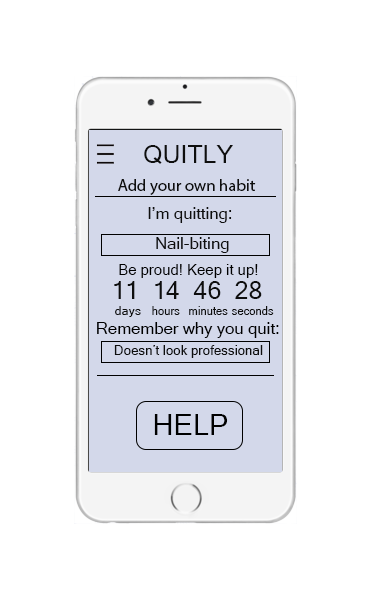 QUITLY
Add your own habit
I'm quitting:
Nail-biting
Be proud! Keep it up!
11 14 46 28
days hours minutes seconds
Remember why you quit:
Doesn't look professional
HELP